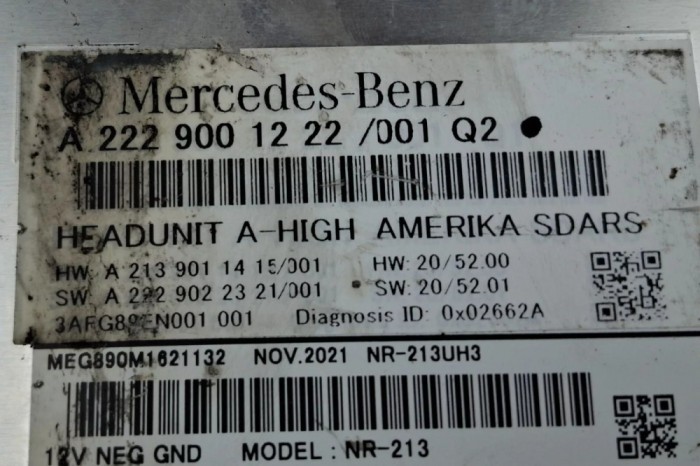 Mercedes-Benz
A 222 900 12 22 /001 Q2
HEADUNIT A-HIGH AMERIKA SDARS
HW: A 213 901 14 15/001 HW: 20/52.00
SW: A 222 902 23 21/001 SW: 20/52.01
001 Diagnosis ID: 0x02662A
MEG890M1621132 NOV.2021 NR-213UH3
12V NEG GND MODEL : NR-213